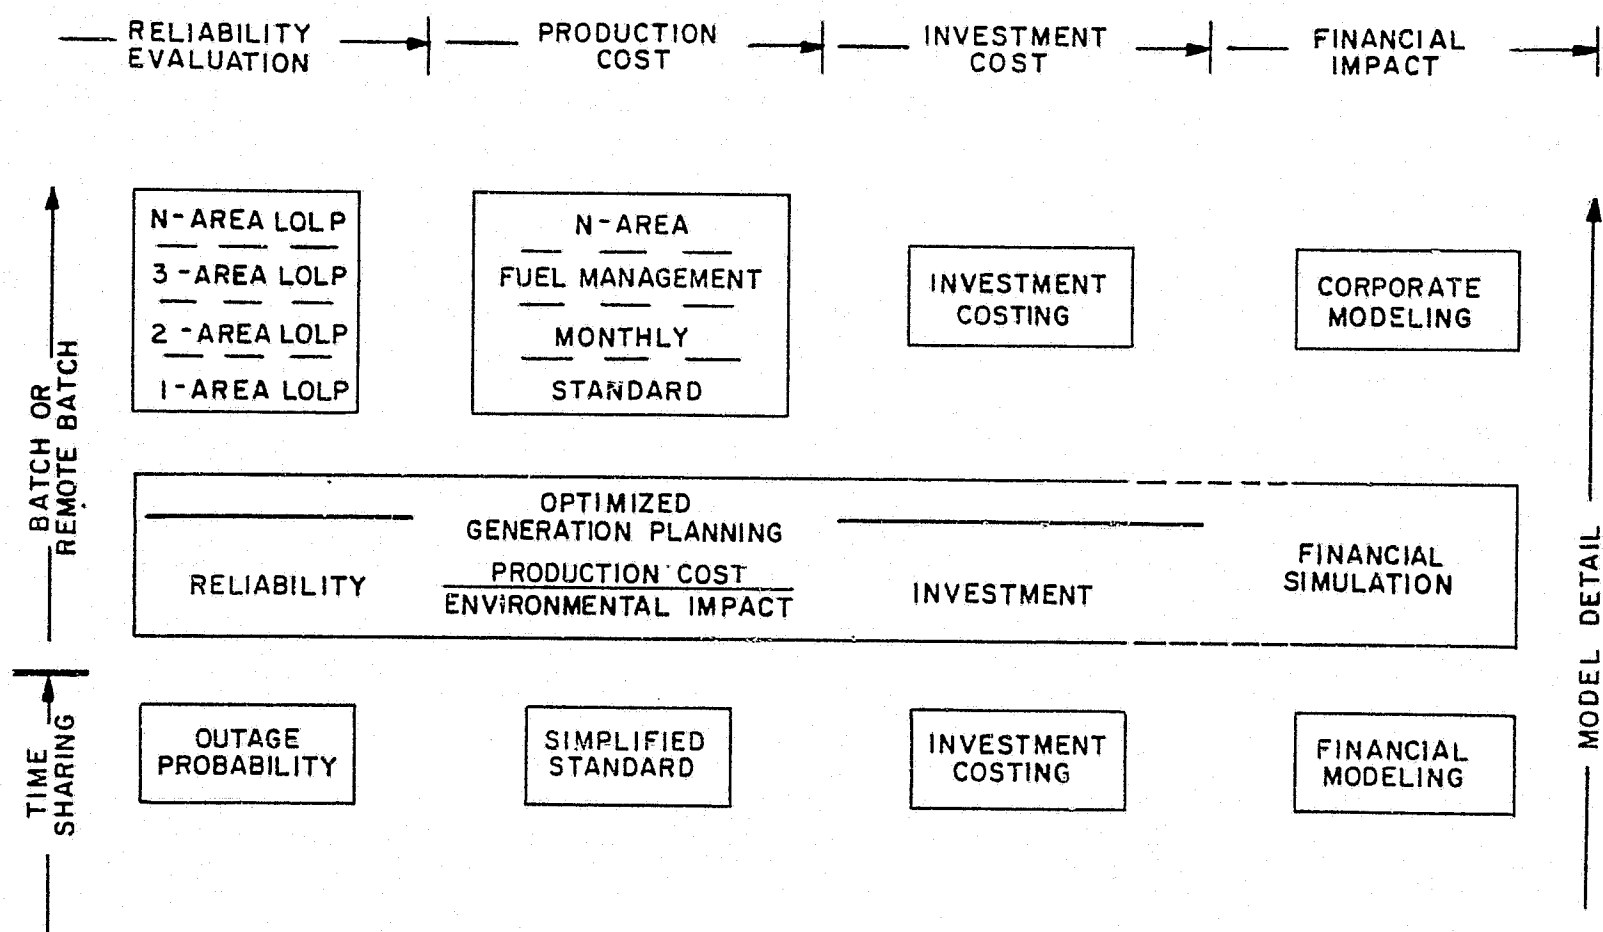 RELIABILITY
EVALUATION
PRODUCTION
COST
INVESTMENT
COST
FINANCIAL
IMPACT
N-AREA LOLP
3-AREA LOLP
2-AREA LOLP
1-AREA LOLP
N-AREA
FUEL MANAGEMENT
MONTHLY
STANDARD
INVESTMENT
COSTING
CORPORATE
MODELING
BATCH OR
REMOTE BATCH
OPTIMIZED
GENERATION PLANNING
RELIABILITY
PRODUCTION COST
ENVIRONMENTAL IMPACT
INVESTMENT
FINANCIAL
SIMULATION
MODEL DETAIL
TIME
SHARING
OUTAGE
PROBABILITY
SIMPLIFIED
STANDARD
INVESTMENT
COSTING
FINANCIAL
MODELING